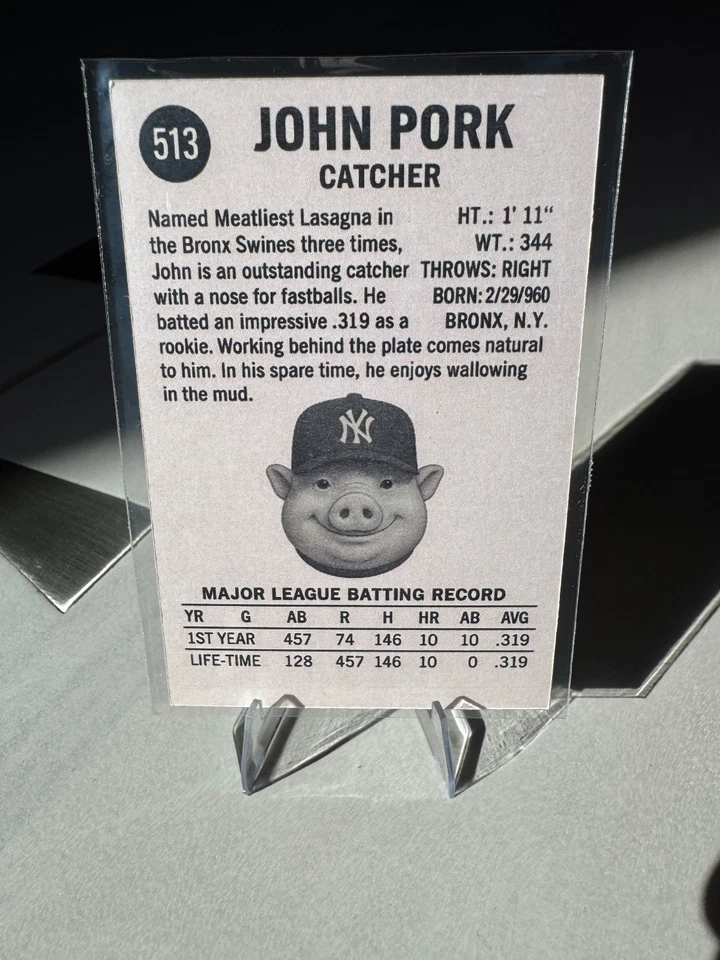 513
JOHN PORK
CATCHER
Named Meatliest Lasagna in
the Bronx Swines three times,
John is an outstanding catcher
with a nose for fastballs. He
batted an impressive .319 as a
rookie. Working behind the plate comes natural
to him. In his spare time, he enjoys wallowing
in the mud.
HT.: 1' 11“
WT.: 344
THROWS: RIGHT
BORN: 2/29/960
BRONX, N.Y.
NY
MAJOR LEAGUE BATTING RECORD
YR G AB R H HR AB AVG
1ST YEAR 457 74 146 10 10 .319
LIFE-TIME 128 457 146 10 0 .319